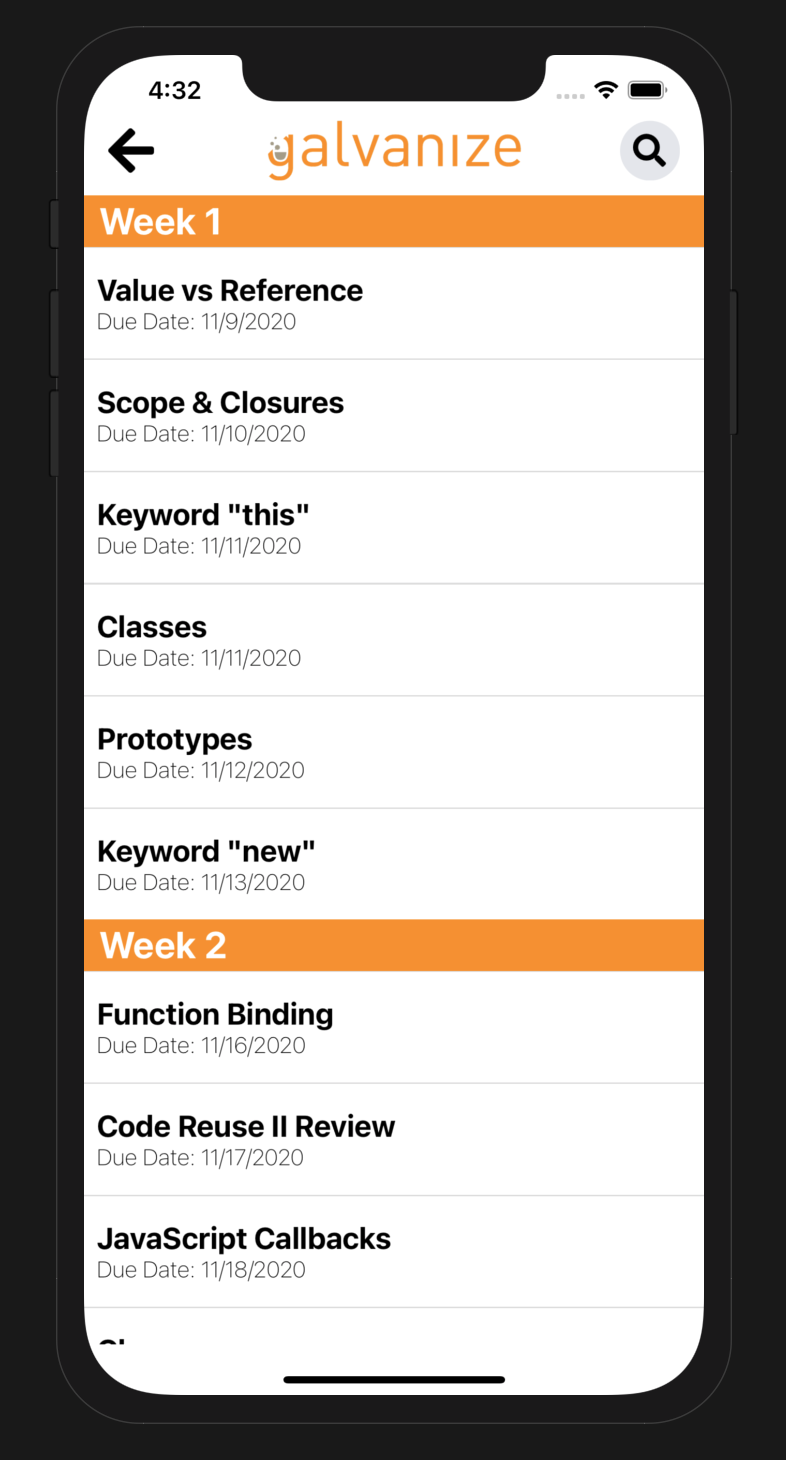 4:32
galvanize
Week 1
Value vs Reference
Due Date: 11/9/2020
Scope & Closures
Due Date: 11/10/2020
Keyword "this"
Due Date: 11/11/2020
Classes
Due Date: 11/11/2020
Prototypes
Due Date: 11/12/2020
Keyword "new"
Due Date: 11/13/2020
Week 2
Function Binding
Due Date: 11/16/2020
Code Reuse II Review
Due Date: 11/17/2020
JavaScript Callbacks
Due Date: 11/18/2020